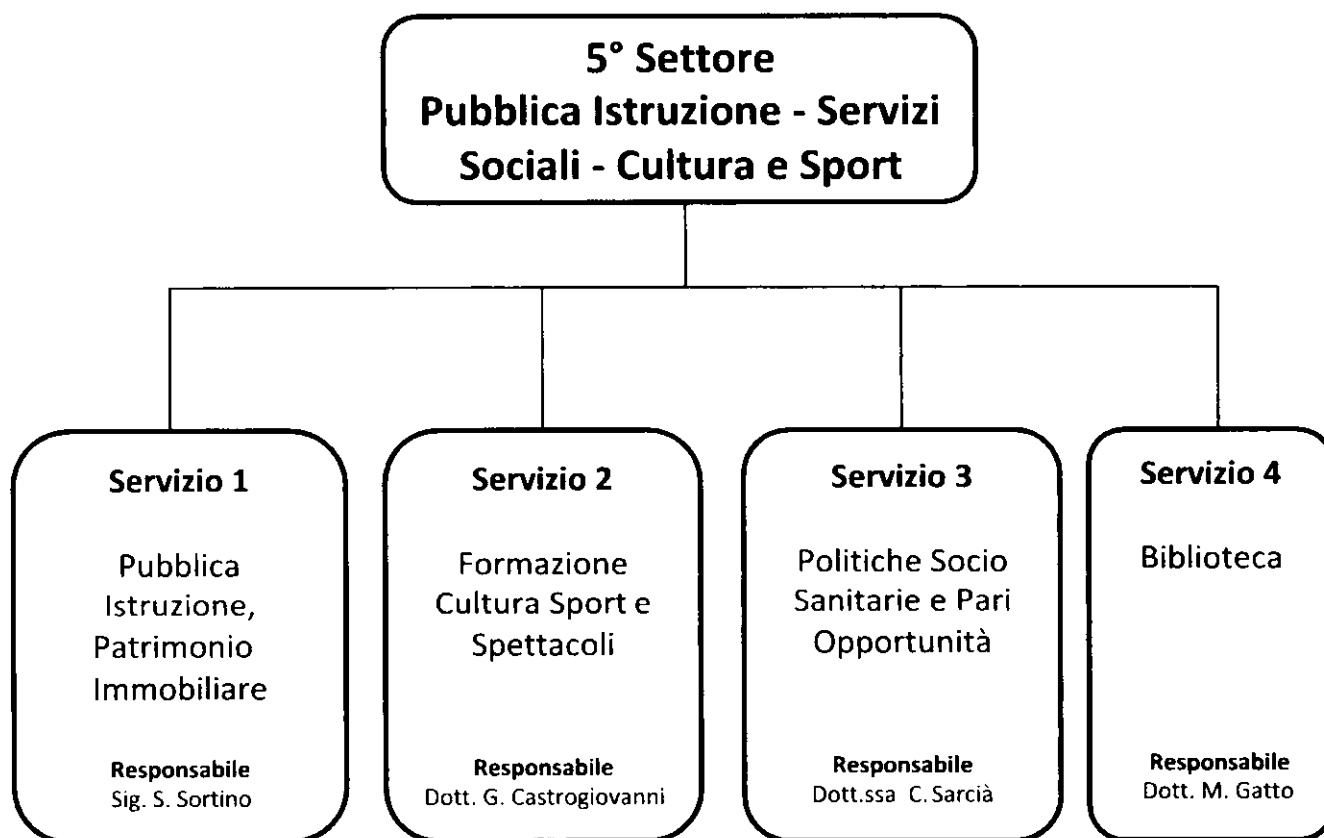 5° Settore
Pubblica Istruzione - Servizi
Sociali - Cultura e Sport
Servizio 1
Pubblica
Istruzione,
Patrimonio
Immobiliare
Responsabile
Sig. S. Sortino
Servizio 2
Formazione
Cultura Sport e
Spettacoli
Responsabile
Dott. G. Castrogiovanni
Servizio 3
Politiche Socio
Sanitarie e Pari
Opportunità
Responsabile
Dott.ssa C. Sarcià
Servizio 4
Biblioteca
Responsabile
Dott. M. Gatto